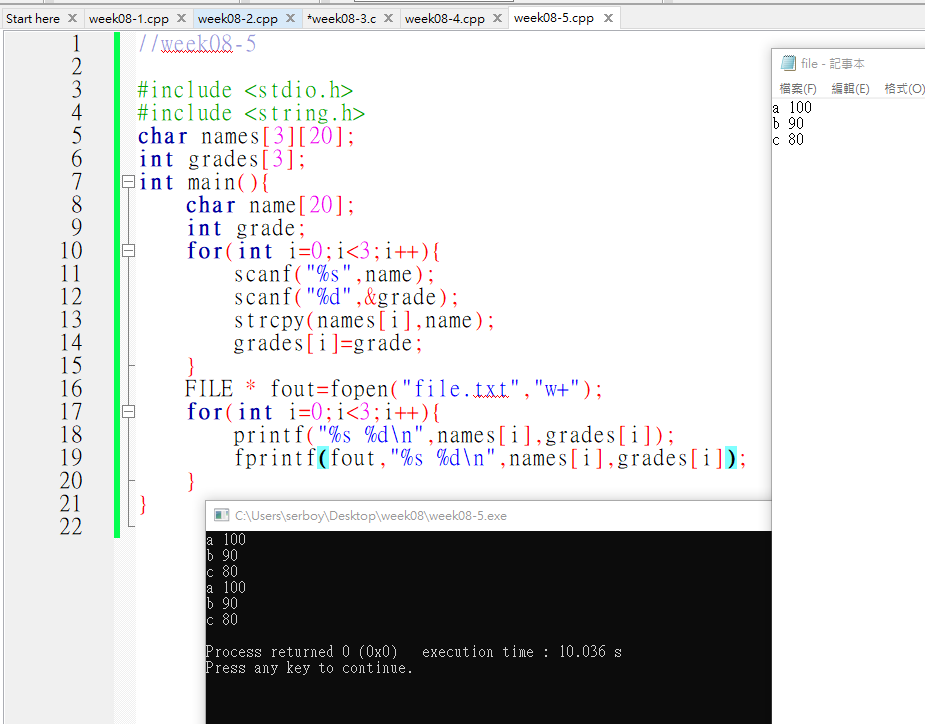 Start here × week08-1.cpp × week08-2.cpp × *week08-3.c × week08-4.cpp × week08-5.cpp ×
1 //week08-5
2
3 #include <stdio.h>
4 #include <string.h>
5 char names[3][20];
6 int grades[3];
7 int main(){
8 char name[20];
9 int grade;
10 for(int i=0;i<3;i++){
11 scanf("%s",name);
12 scanf("%d",&grade);
13 strcpy(names[i],name);
14 grades[i]=grade;
15 }
16 FILE * fout=fopen("file.txt","w+");
17 for(int i=0;i<3;i++){
18 printf("%s %d\n",names[i],grades[i]);
19 fprintf(fout,"%s %d\n",names[i],grades[i]);
20 }
21 }
22
file - 記事本
檔案(F) 編輯(E) 格式(O)
a 100
b 90
c 80
C:\Users\serboy\Desktop\week08\week08-5.exe
a 100
b 90
c 80
a 100
b 90
c 80
Process returned 0 (0x0) execution time : 10.036 s
Press any key to continue.